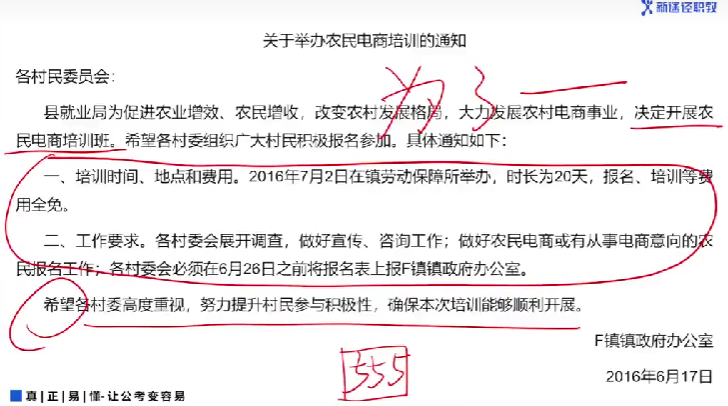 新途径职教
关于举办农民电商培训的通知
各村民委员会：
县就业局为促进农业增效、农民增收，改变农村发展格局，大力发展农村电商事业，决定开展农
民电商培训班。希望各村委组织广大村民积极报名参加。具体通知如下：
一、培训时间、地点和费用。2016年7月2日在镇劳动保障所举办，时长为20天，报名、培训等费
用全免。
二、工作要求。各村委会展开调查，做好宣传、咨询工作；做好农民电商或有从事电商意向的农
民报名工作；各村委会必须在6月26日之前将报名表上报F镇镇政府办公室。
希望各村委高度重视，努力提升村民参与积极性，确保本次培训能够顺利开展。
F镇镇政府办公室
2016年6月17日
为了
555
真|正|易|懂-让公考变容易